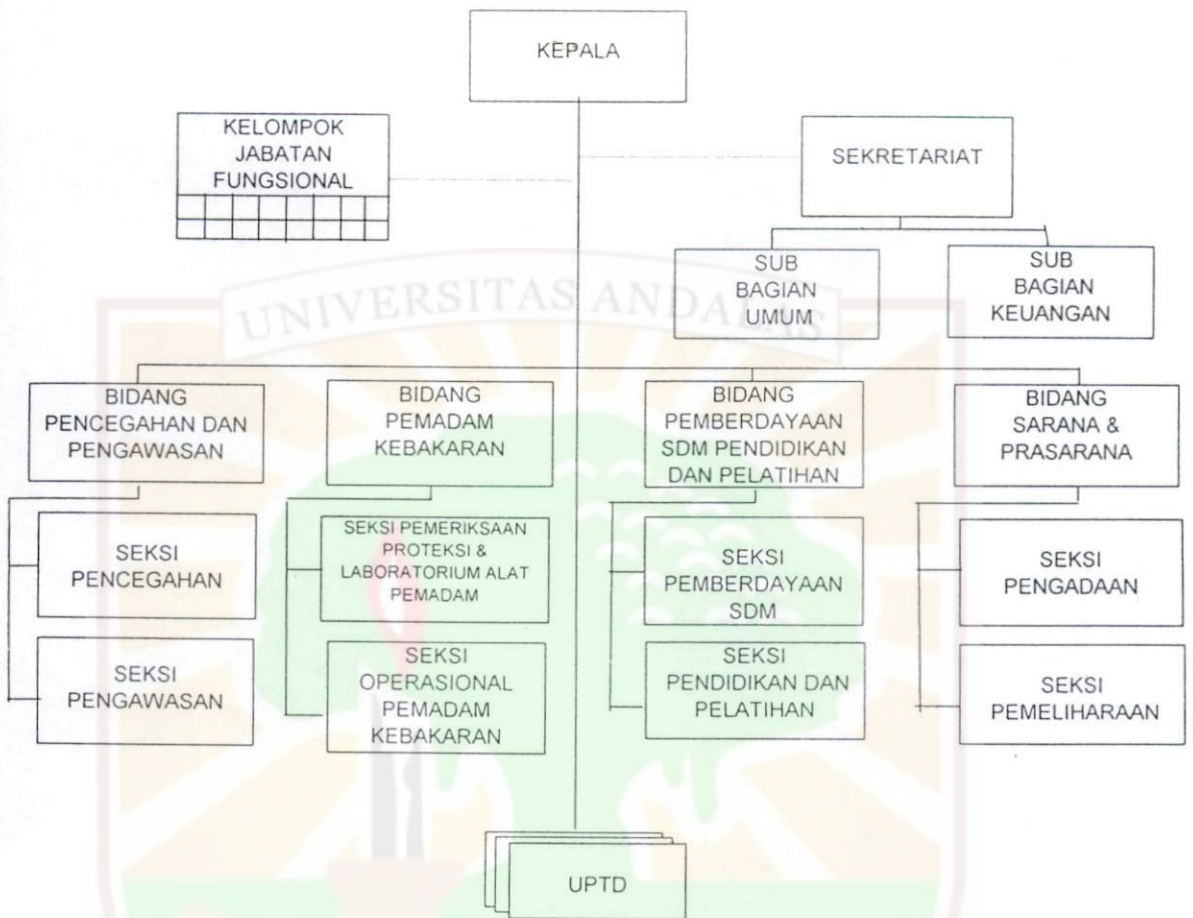 KEPALA
KELOMPOK
JABATAN
FUNGSIONAL
SEKRETARIAT
SUB
BAGIAN
UMUM
SUB
BAGIAN
KEUANGAN
UNIVERSITAS ANDALAS
BIDANG
PENCEGAHAN DAN
PENGAWASAN
BIDANG
PEMADAM
KEBAKARAN
BIDANG
PEMBERDAYAAN
SDM PENDIDIKAN
DAN PELATIHAN
BIDANG
SARANA &
PRASARANA
SEKSI
PENCEGAHAN
SEKSI PEMERIKSAAN
PROTEKSI &
LABORATORIUM ALAT
PEMADAM
SEKSI
PEMBERDAYAAN
SDM
SEKSI
PENGADAAN
SEKSI
PENGAWASAN
SEKSI
OPERASIONAL
PEMADAM
KEBAKARAN
SEKSI
PENDIDIKAN DAN
PELATIHAN
SEKSI
PEMELIHARAAN
UPTD